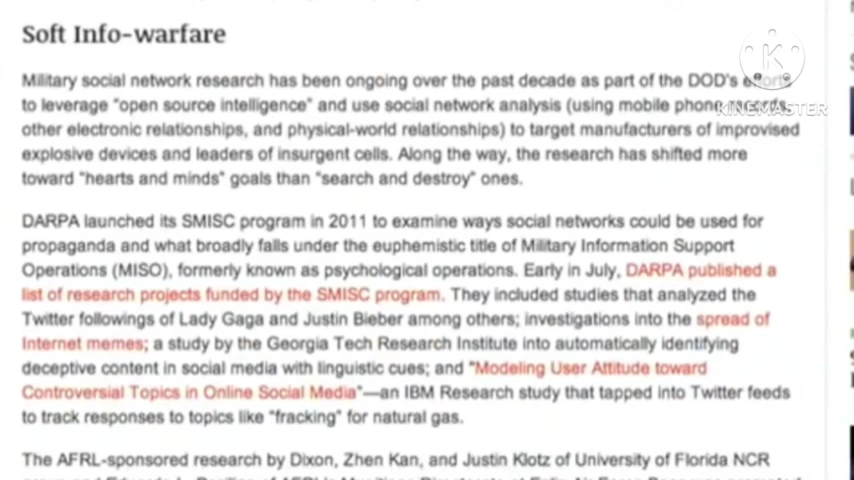 Soft Info-warfare
Military social network research has been ongoing over the past decade as part of the DOD's efforts
to leverage "open source intelligence" and use social network analysis (using mobile phone
other electronic relationships, and physical-world relationships) to target manufacturers of improvised
explosive devices and leaders of insurgent cells. Along the way, the research has shifted more
toward "hearts and minds" goals than "search and destroy" ones.
DARPA launched its SMISC program in 2011 to examine ways social networks could be used for
propaganda and what broadly falls under the euphemistic title of Military Information Support
Operations (MISO), formerly known as psychological operations. Early in July, DARPA published a
list of research projects funded by the SMISC program. They included studies that analyzed the
Twitter followings of Lady Gaga and Justin Bieber among others; investigations into the spread of
Internet memes; a study by the Georgia Tech Research Institute into automatically identifying
deceptive content in social media with linguistic cues; and "Modeling User Attitude toward
Controversial Topics in Online Social Media"—an IBM Research study that tapped into Twitter feeds
to track responses to topics like "fracking" for natural gas.
The AFRL-sponsored research by Dixon, Zhen Kan, and Justin Klotz of University of Florida NCR
K
KINEMASTER